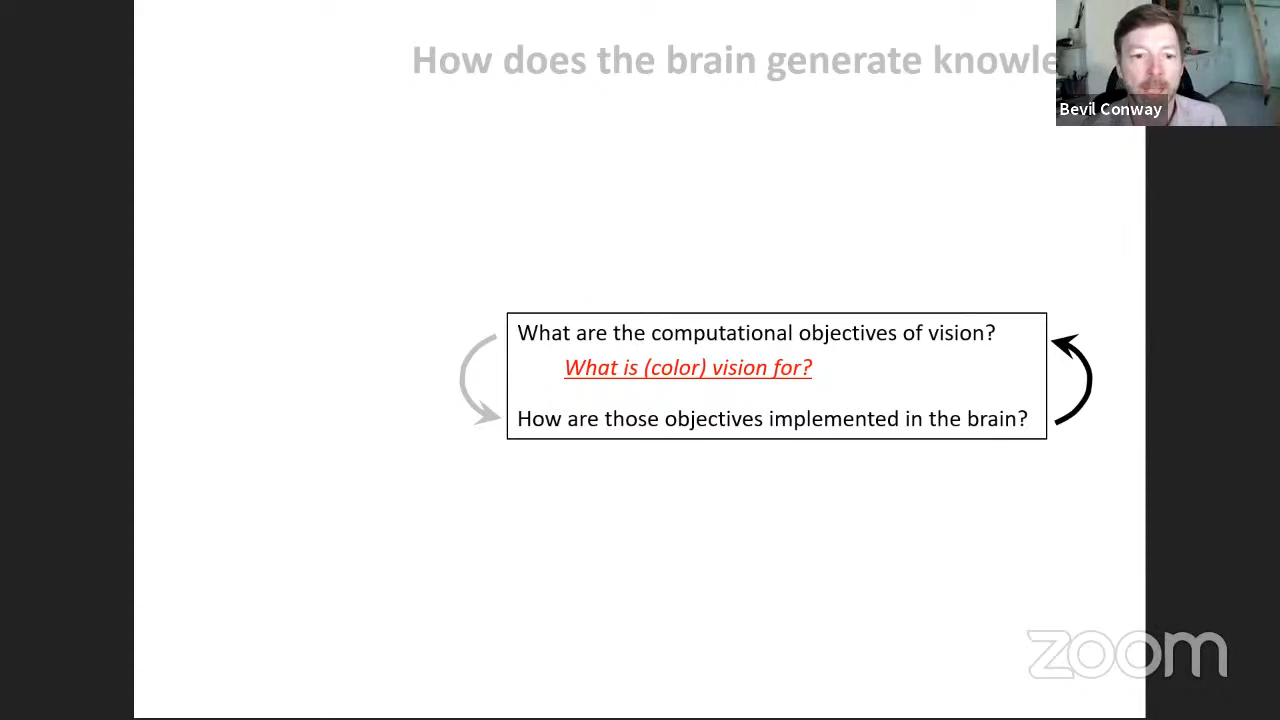 How does the brain generate
Bevil Conway
What are the computational objectives of vision?
What is (color) vision for?
How are those objectives implemented in the brain?
zoom